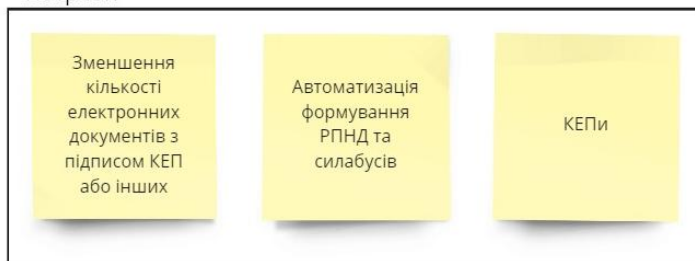 Зменшення
кількості
електронних
документів з
підписом КЕП
або інших
Автоматизація
формування
РПНД та
силабусів
КЕПи